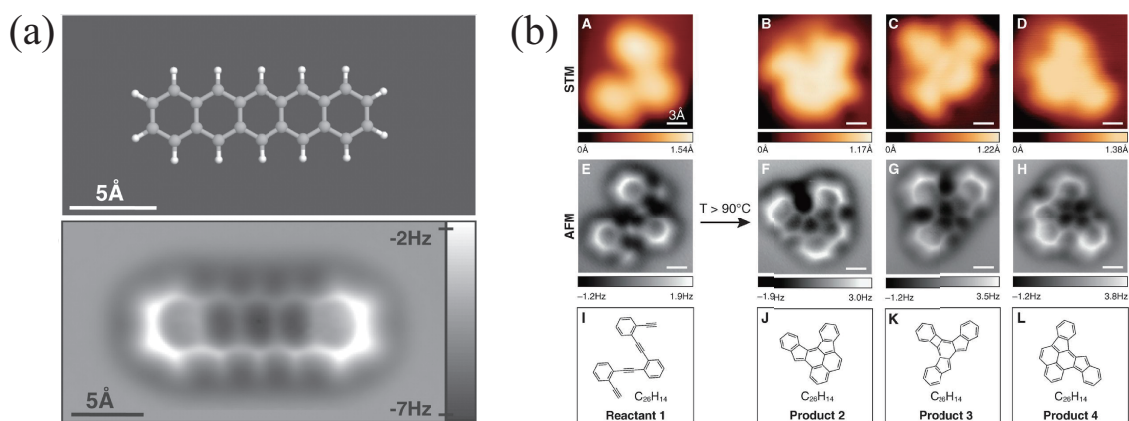 (a)
5Å
-2Hz
5Å
-7Hz
(b)
STM
A B C D
3Å
0Å 1.54Å 0Å 1.17Å 0Å 1.22Å 0Å 1.38Å
AFM
E F G H
T > 90°C
−1.2Hz 1.9Hz −1.9Hz 3.0Hz −1.2Hz 3.5Hz −1.2Hz 3.8Hz
I J K L
C26H14 C26H14 C26H14 C26H14
Reactant 1 Product 2 Product 3 Product 4